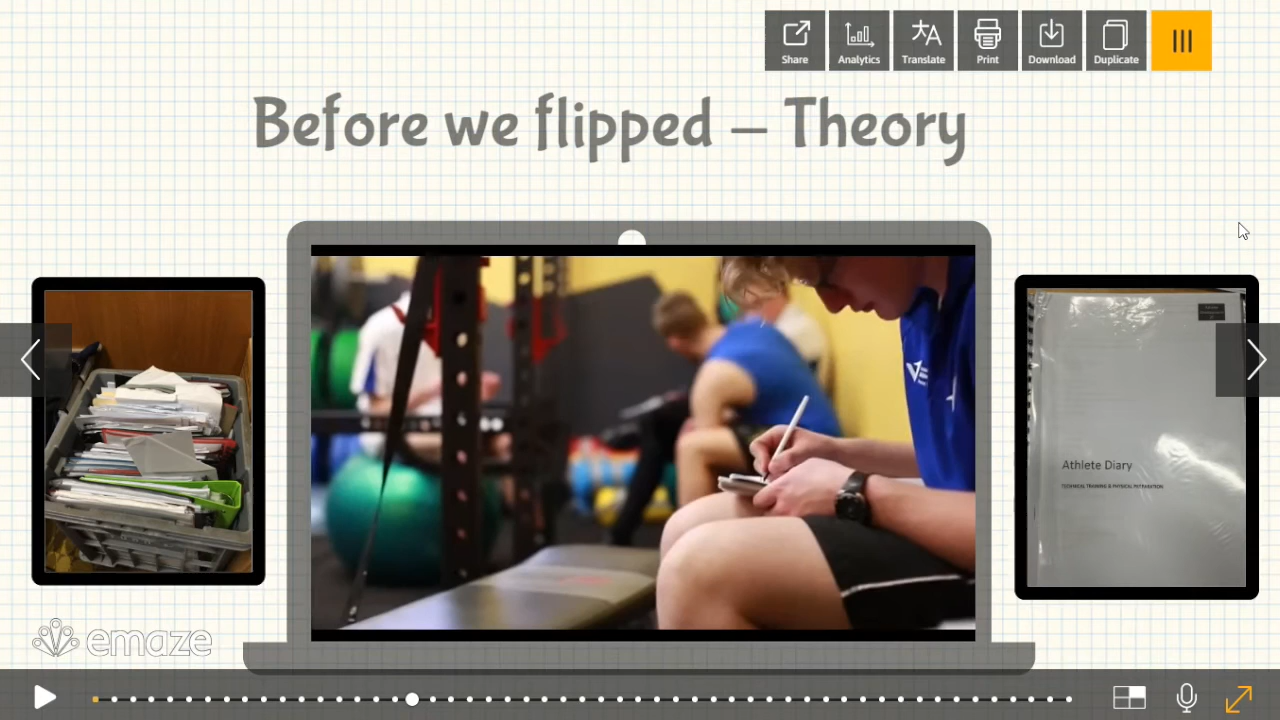 Share
Analytics
Translate
Print
Download
Duplicate
Before we flipped – Theory
Athlete Diary
TECHNICAL TRAINING & PHYSICAL PREPARATION
emaze